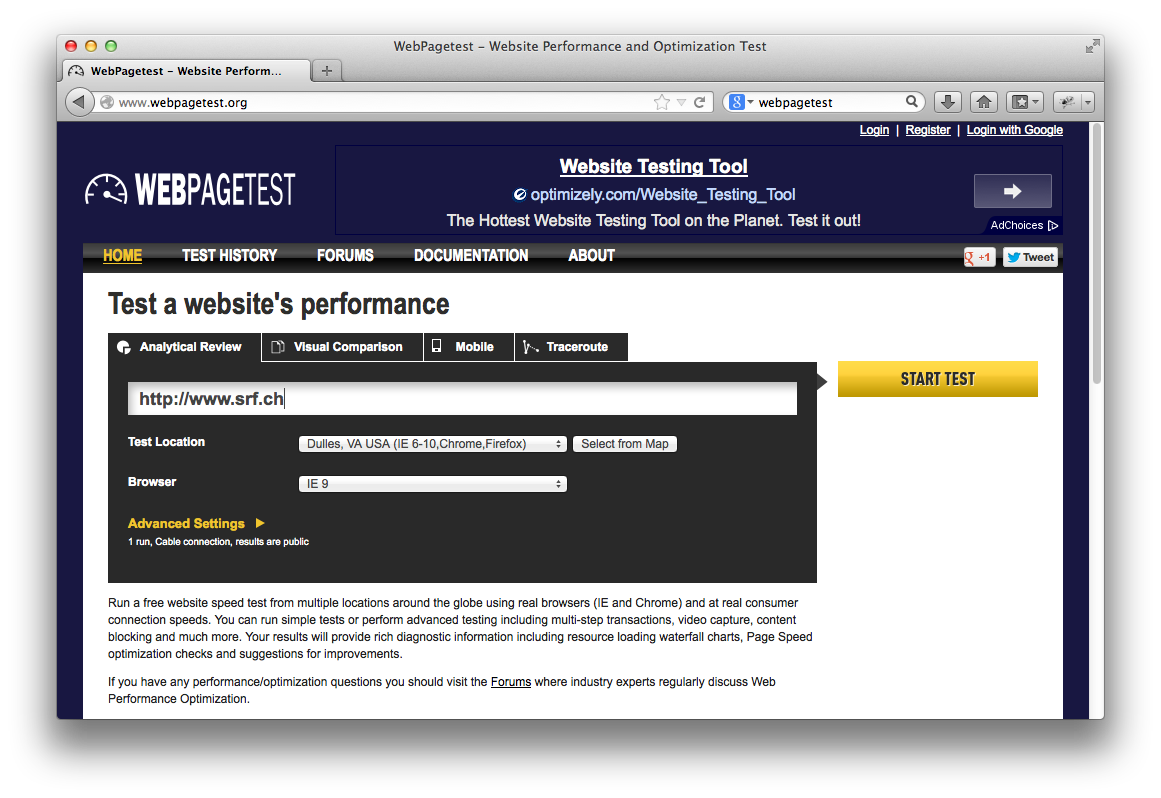 WebPagetest – Website Performance and Optimization Test
WebPagetest – Website Perform...
www.webpagetest.org
webpagetest
Login | Register | Login with Google
WEBPAGETEST
Website Testing Tool
optimizely.com/Website_Testing_Tool
The Hottest Website Testing Tool on the Planet. Test it out!
AdChoices
HOME TEST HISTORY FORUMS DOCUMENTATION ABOUT
g +1 Tweet
Test a website's performance
Analytical Review Visual Comparison Mobile Traceroute
http://www.srf.ch
START TEST
Test Location Dulles, VA USA (IE 6-10,Chrome,Firefox) Select from Map
Browser IE 9
Advanced Settings
1 run, Cable connection, results are public
Run a free website speed test from multiple locations around the globe using real browsers (IE and Chrome) and at real consumer
connection speeds. You can run simple tests or perform advanced testing including multi-step transactions, video capture, content
blocking and much more. Your results will provide rich diagnostic information including resource loading waterfall charts, Page Speed
optimization checks and suggestions for improvements.
If you have any performance/optimization questions you should visit the Forums where industry experts regularly discuss Web
Performance Optimization.